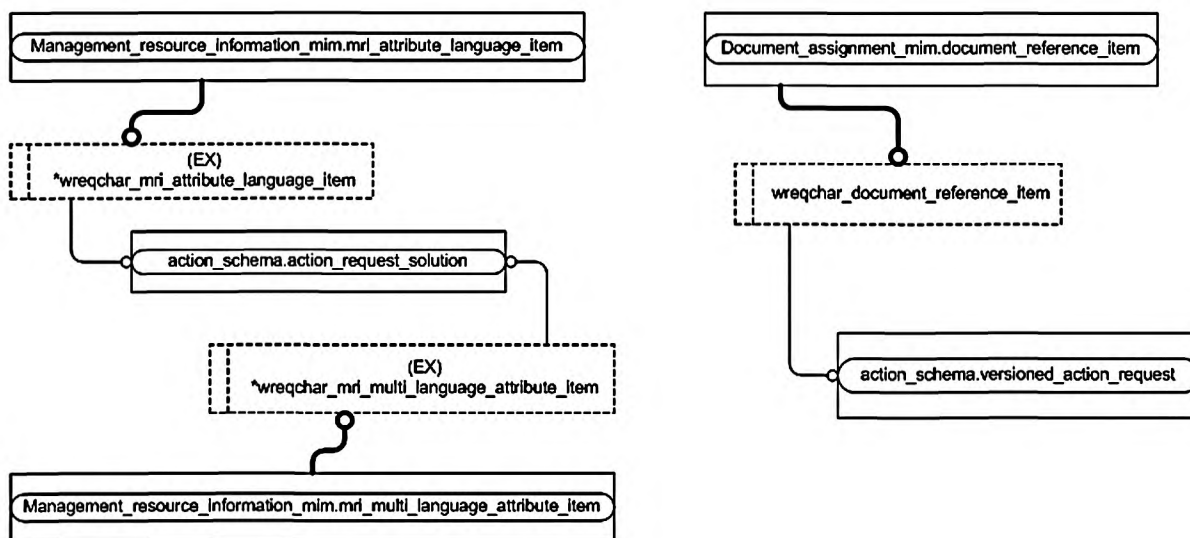 Management_resource_information_mim.mri_attribute_language_item
(EX)
*wreqchar_mri_attribute_language_item
action_schema.action_request_solution
(EX)
*wreqchar_mri_multi_language_attribute_item
Management_resource_information_mim.mri_multi_language_attribute_item
Document_assignment_mim.document_reference_item
wreqchar_document_reference_item
action_schema.versioned_action_request